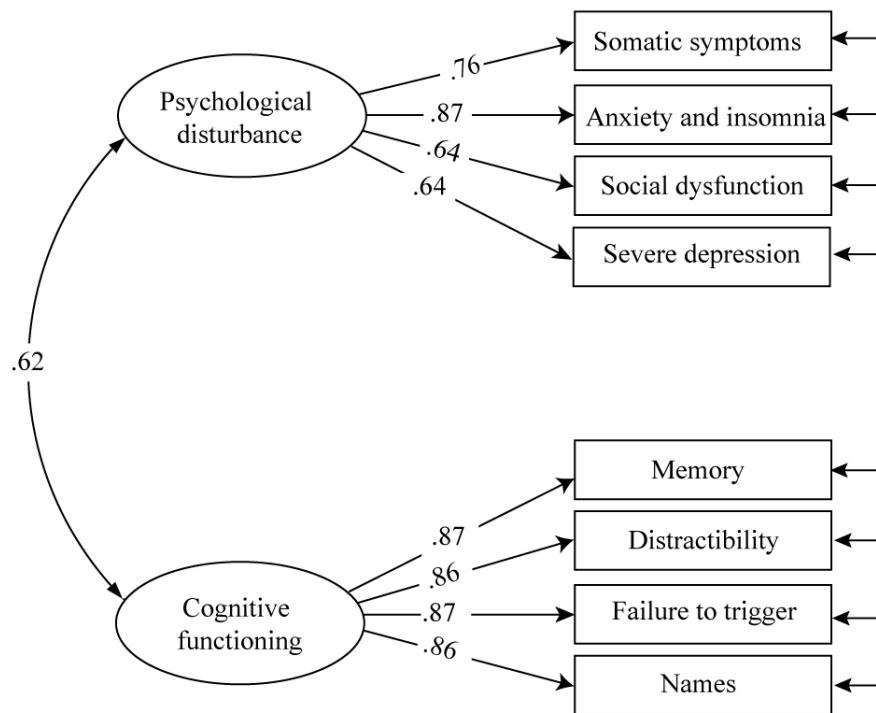 Somatic symptoms
.76
Psychological
disturbance
.87
Anxiety and insomnia
.64
Social dysfunction
.64
Severe depression
.62
Memory
.87
Distractibility
.86
Cognitive
functioning
.87
Failure to trigger
.86
Names